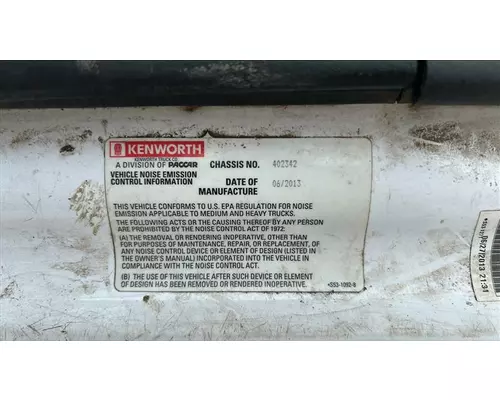 KENWORTH
KENWORTH TRUCK CO.
A DIVISION OF PACCAR
CHASSIS NO. 402342
VEHICLE NOISE EMISSION
CONTROL INFORMATION
DATE OF
MANUFACTURE 06/2013
THIS VEHICLE CONFORMS TO U.S. EPA REGULATION FOR NOISE
EMISSION APPLICABLE TO MEDIUM AND HEAVY TRUCKS.
THE FOLLOWING ACTS OR THE CAUSING THEREOF BY ANY PERSON
ARE PROHIBITED BY THE NOISE CONTROL ACT OF 1972:
(A) THE REMOVAL OR RENDERING INOPERATIVE, OTHER THAN
FOR PURPOSES OF MAINTENANCE, REPAIR, OR REPLACEMENT, OF
ANY NOISE CONTROL DEVICE OR ELEMENT OF DESIGN (LISTED IN
THE OWNER'S MANUAL) INCORPORATED INTO THE VEHICLE IN
COMPLIANCE WITH THE NOISE CONTROL ACT.
(B) THE USE OF THIS VEHICLE AFTER SUCH DEVICE OR ELEMENT
OF DESIGN HAS BEEN REMOVED OR RENDERED INOPERATIVE.
21:31